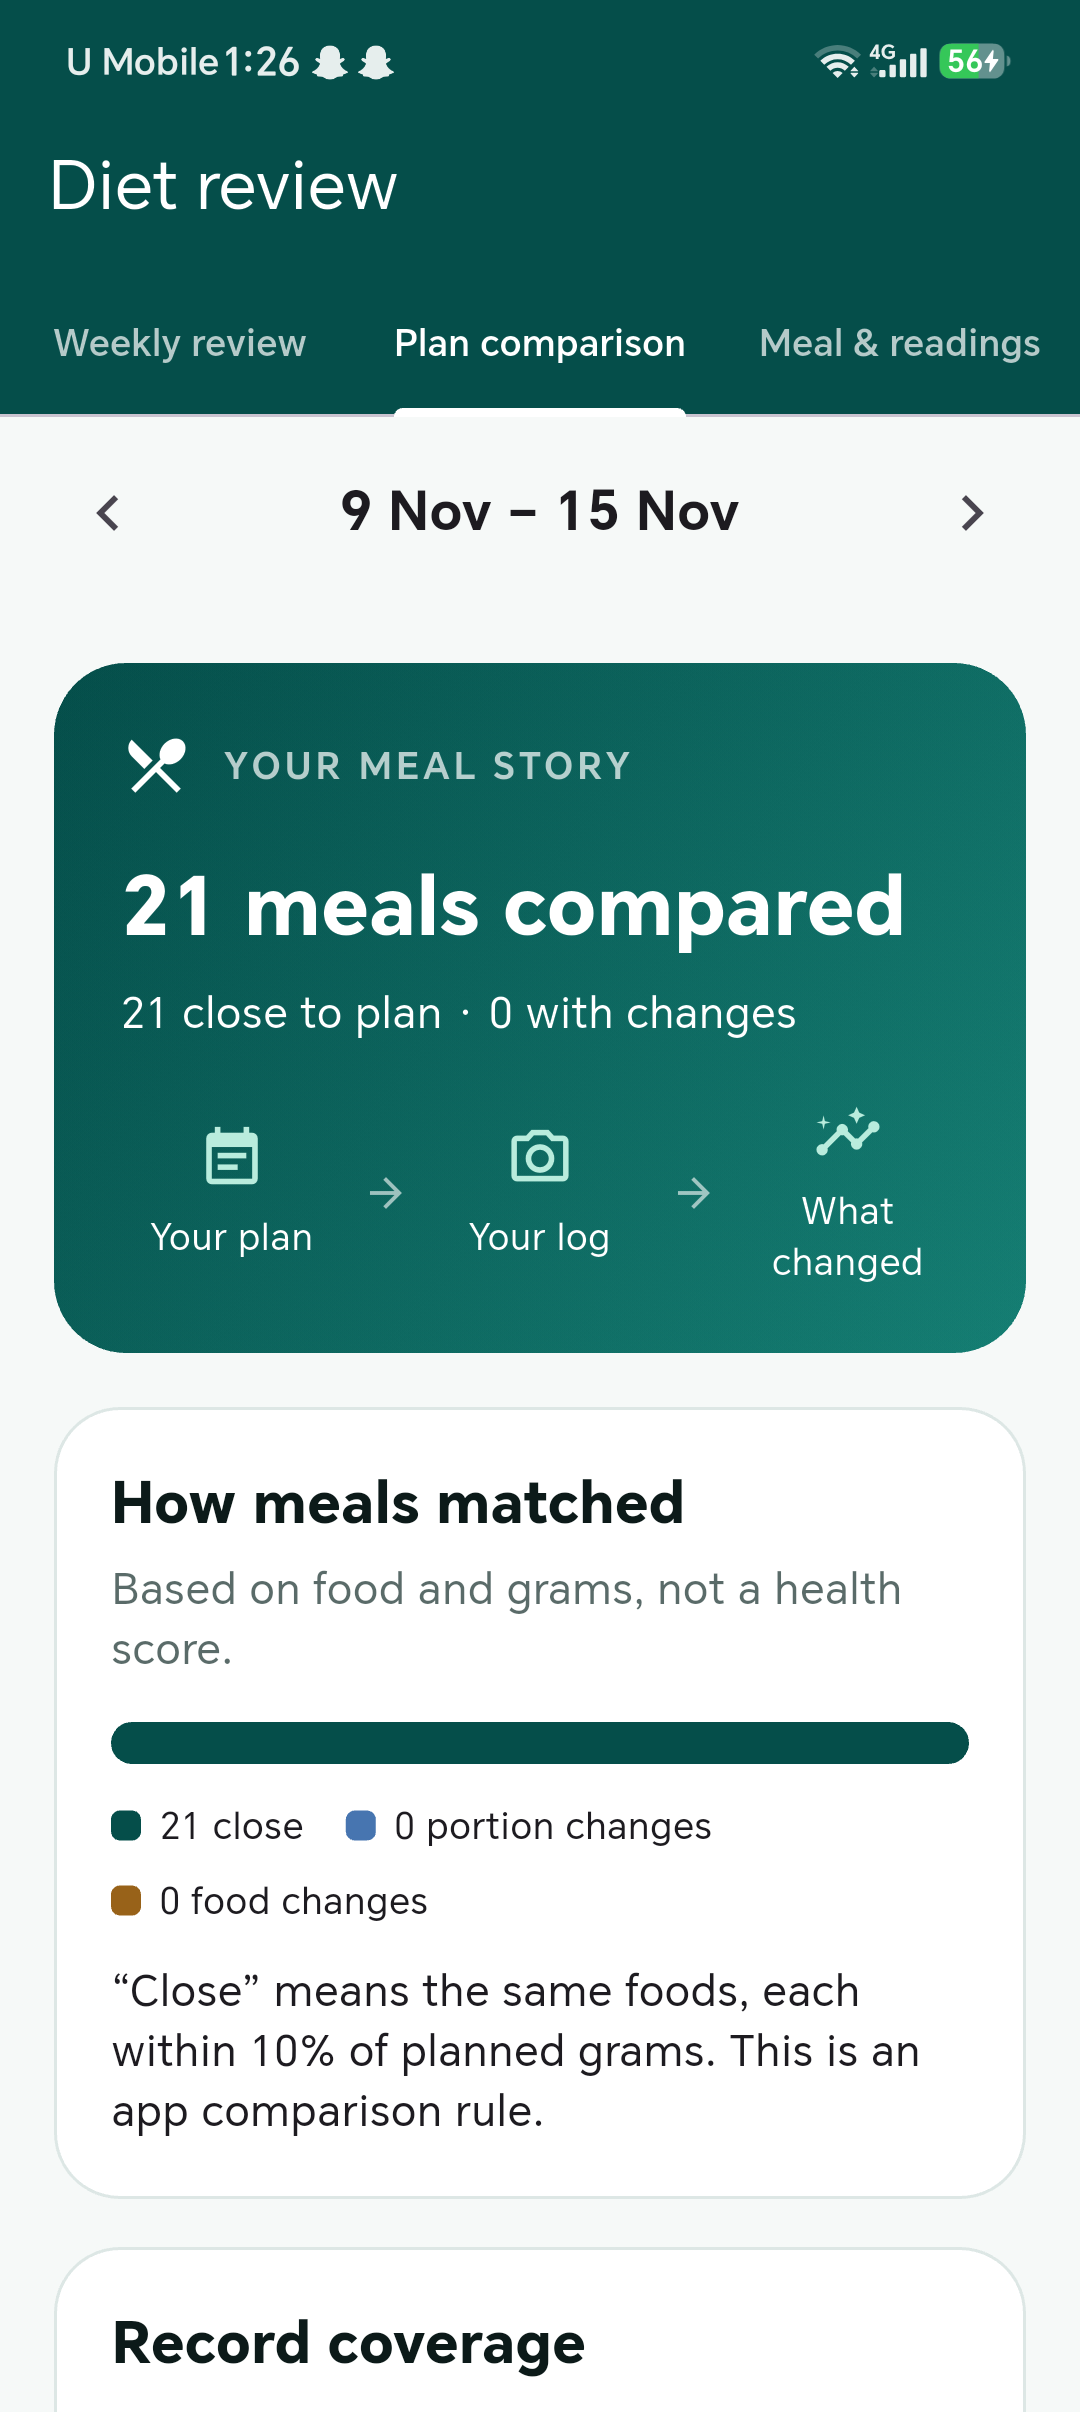 U Mobile 1:26
4G
56
Diet review
Weekly review
Plan comparison
Meal & readings
9 Nov – 15 Nov
YOUR MEAL STORY
21 meals compared
21 close to plan · 0 with changes
Your plan
Your log
What
changed
How meals matched
Based on food and grams, not a health
score.
21 close
0 portion changes
0 food changes
“Close” means the same foods, each
within 10% of planned grams. This is an
app comparison rule.
Record coverage